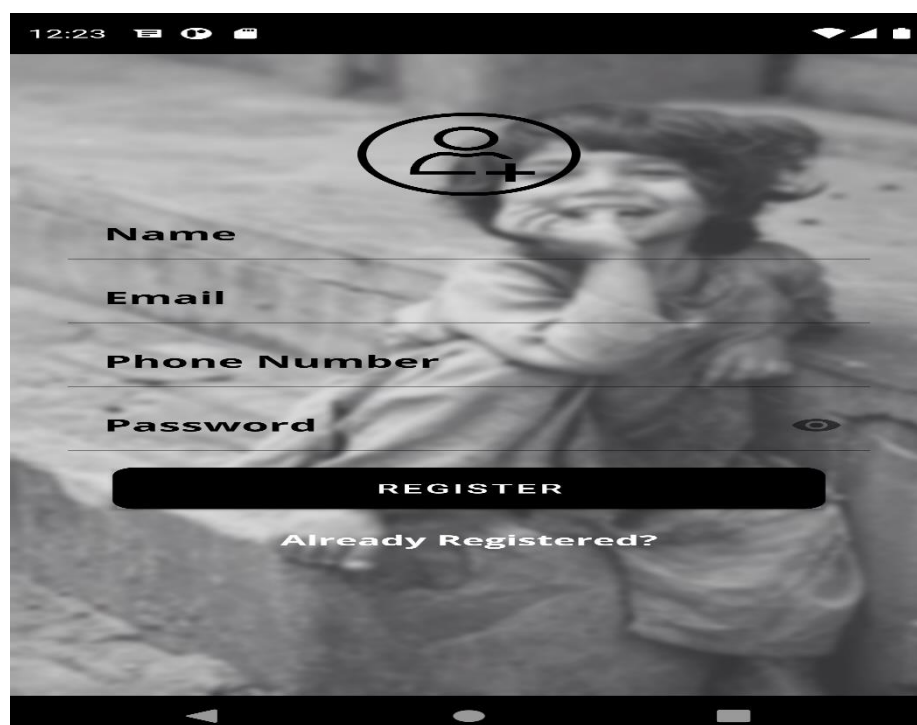 12:23
Name
Email
Phone Number
Password
REGISTER
Already Registered?